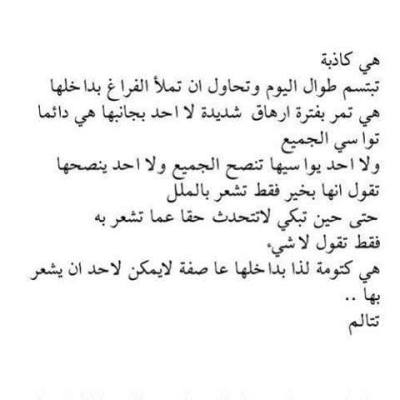 هي كاذبة
تبتسم طوال اليوم وتحاول ان تملأ الفراغ بداخلها
هي تمر بفترة ارهاق شديدة لا احد بجانبها هي دائما
تواسي الجميع
ولا احد يواسيها تنصح الجميع ولا احد ينصحها
تقول انها بخير فقط تشعر بالملل
حتى حين تبكي لاتتحدث حقا عما تشعر به
فقط تقول لا شيء
هي كتومة لذا بداخلها عاصفة لايمكن لاحد ان يشعر
بها ..
تتالم